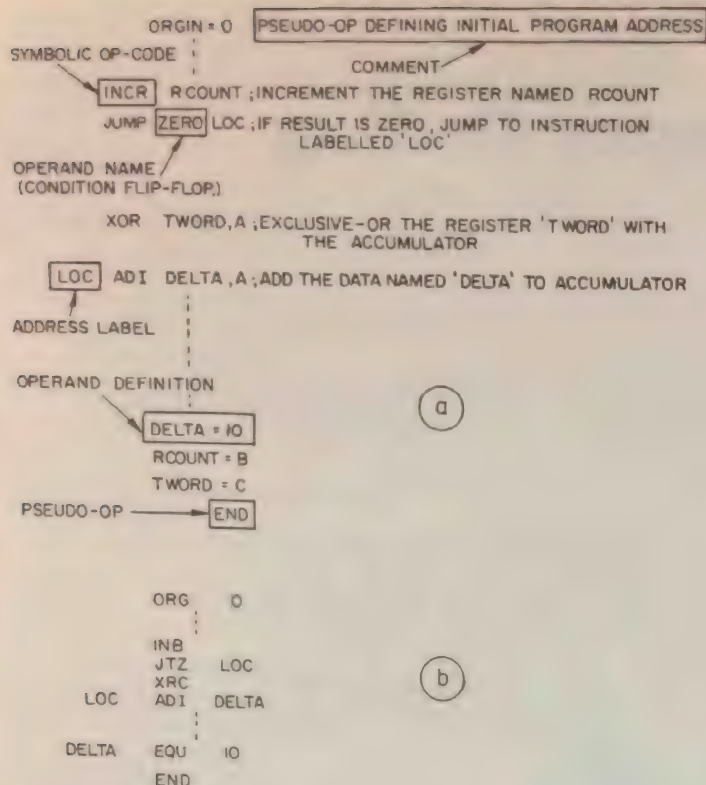 ORGIN = 0 PSEUDO-OP DEFINING INITIAL PROGRAM ADDRESS
SYMBOLIC OP-CODE
COMMENT
INCR RCOUNT ; INCREMENT THE REGISTER NAMED RCOUNT
JUMP ZERO LOC ; IF RESULT IS ZERO, JUMP TO INSTRUCTION
LABELLED 'LOC'
OPERAND NAME
(CONDITION FLIP-FLOP,)
XOR TWORD, A ; EXCLUSIVE-OR THE REGISTER 'TWORD' WITH
THE ACCUMULATOR
LOC ADI DELTA, A ; ADD THE DATA NAMED 'DELTA' TO ACCUMULATOR
ADDRESS LABEL
OPERAND DEFINITION
a
DELTA = 10
RCOUNT = B
TWORD = C
PSEUDO-OP END
ORG 0
INB
JTZ LOC
b
XRC
LOC ADI DELTA
DELTA EQU 10
END